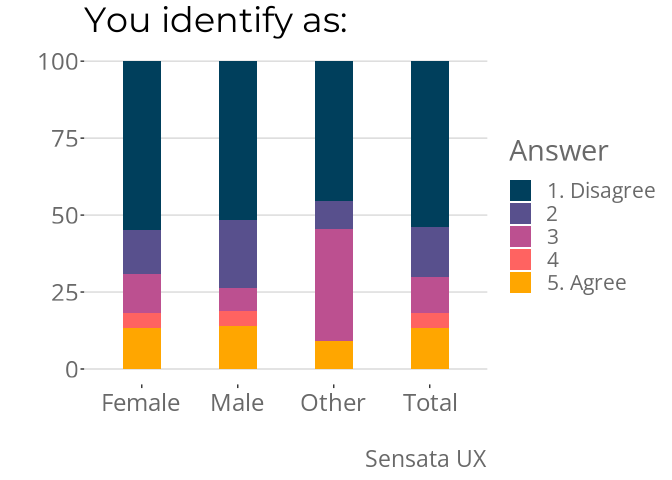 You identify as:
100
75
50
25
0
Female Male Other Total
Answer
1. Disagree
2
3
4
5. Agree
Sensata UX